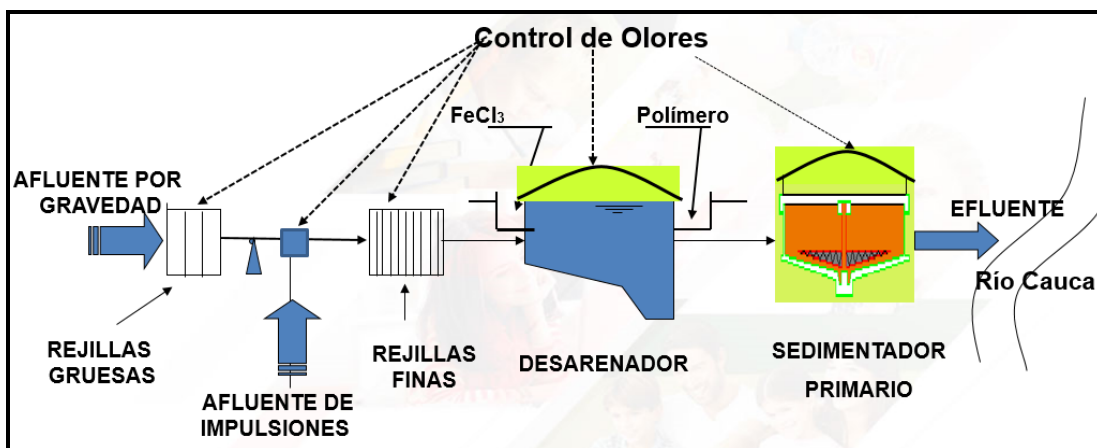 Control de Olores
FeCl₃
Polímero
AFLUENTE POR
GRAVEDAD
EFLUENTE
Río Cauca
REJILLAS
GRUESAS
AFLUENTE DE
IMPULSIONES
REJILLAS
FINAS
DESARENADOR
SEDIMENTADOR
PRIMARIO